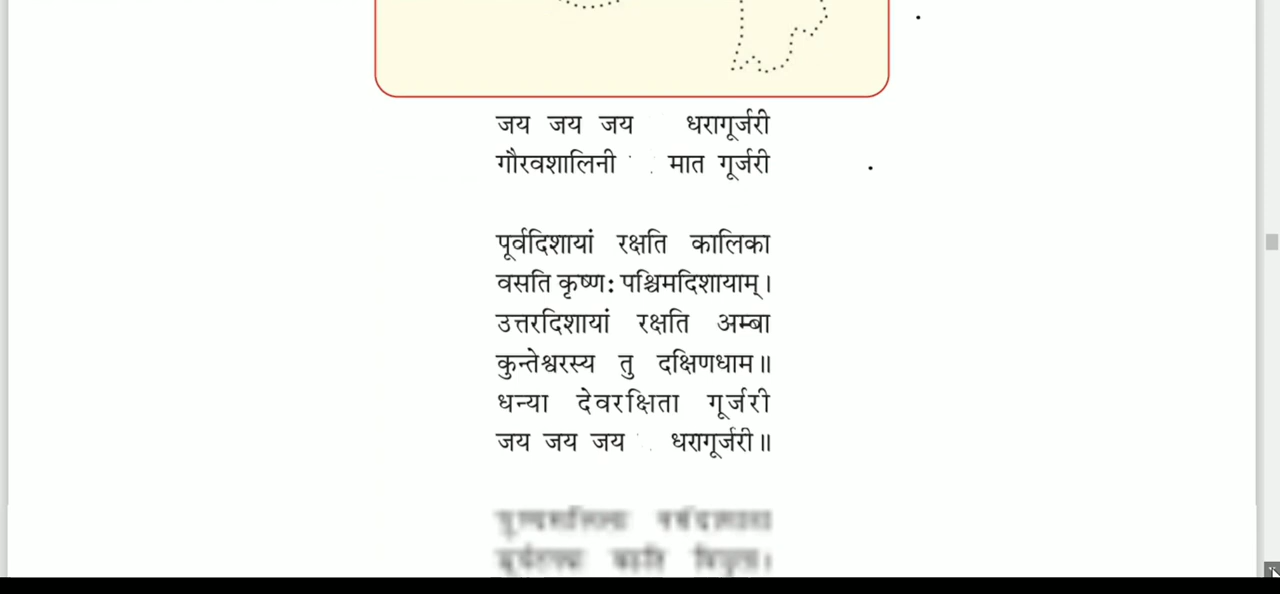 जय जय जय धरागूर्जरी
गौरवशालिनी मात गूर्जरी
पूर्वदिशायां रक्षति कालिका
वसति कृष्णः पश्चिमदिशायाम्।
उत्तरदिशायां रक्षति अम्बा
कुन्तेश्वरस्य तु दक्षिणधाम॥
धन्या देवरक्षिता गूर्जरी
जय जय जय धरागूर्जरी॥